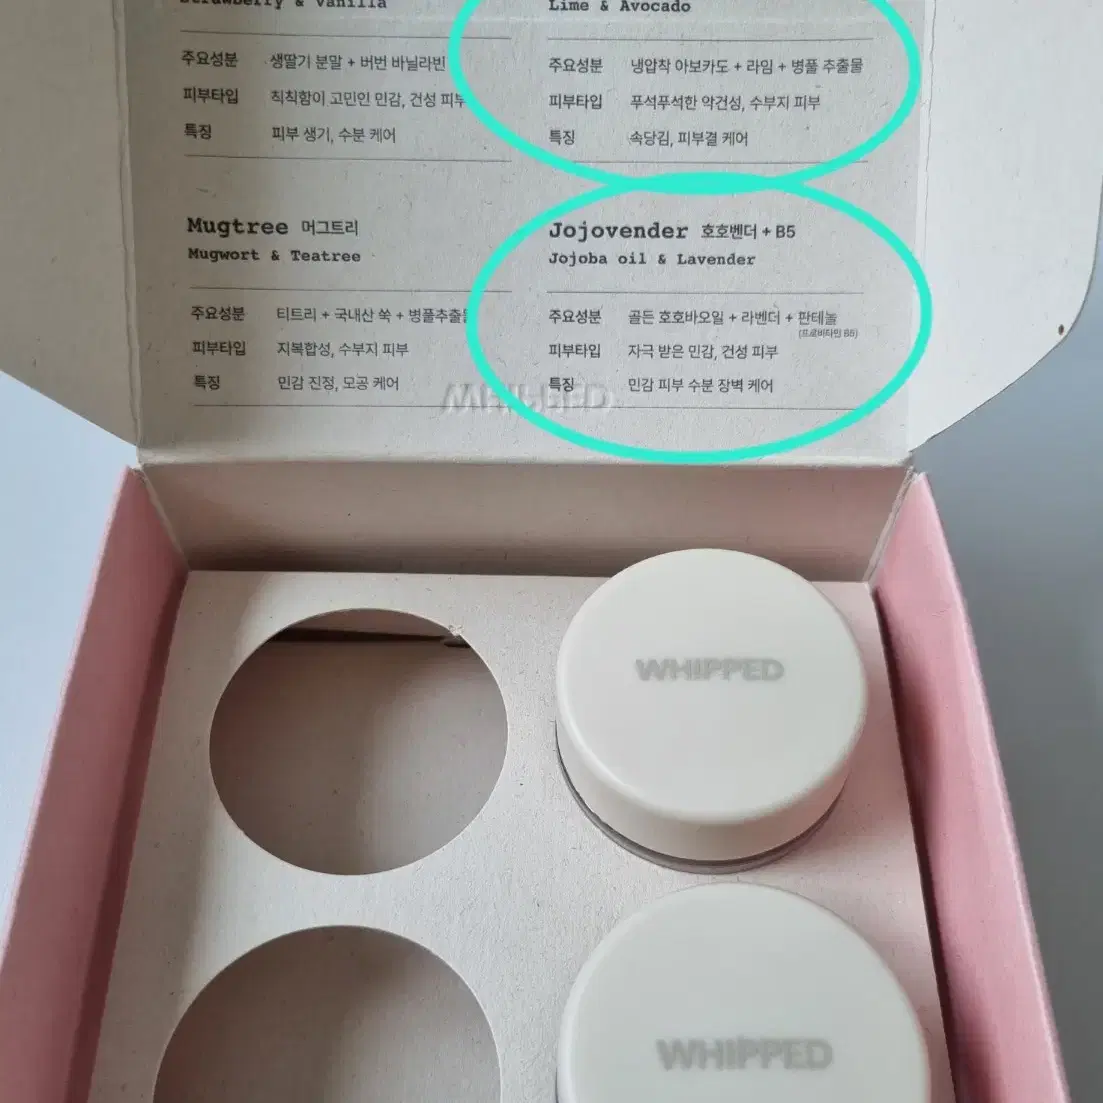 Strawberry & Vanilla
주요성분 생딸기 분말 + 버번 바닐라빈
피부타입 칙칙함이 고민인 민감, 건성 피부
특징 피부 생기, 수분 케어
Lime & Avocado
주요성분 냉압착 아보카도 + 라임 + 병풀 추출물
피부타입 푸석푸석한 악건성, 수부지 피부
특징 속당김, 피부결 케어
Mugtree 머그트리
Mugwort & Teatree
주요성분 티트리 + 국내산 쑥 + 병풀추출물
피부타입 지복합성, 수부지 피부
특징 민감 진정, 모공 케어
Jojovender 호호벤더 + B5
Jojoba oil & Lavender
주요성분 골든 호호바오일 + 라벤더 + 판테놀
(프로비타민 B5)
피부타입 자극 받은 민감, 건성 피부
특징 민감 피부 수분 장벽 케어
WHIPPED
WHIPPED
WHIPPED